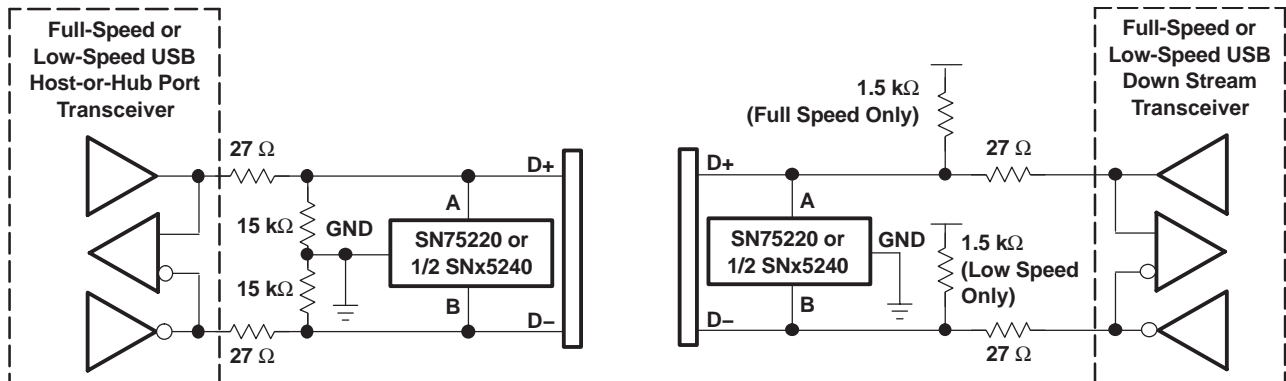 Full-Speed or
Low-Speed USB
Host-or-Hub Port
Transceiver
27 Ω
D+
A
15 kΩ
GND
SN75220 or
1/2 SNx5240
15 kΩ
B
D–
27 Ω
Full-Speed or
Low-Speed USB
Down Stream
Transceiver
1.5 kΩ
(Full Speed Only)
27 Ω
D+
A
SN75220 or
1/2 SNx5240
GND
1.5 kΩ
(Low Speed
Only)
B
D–
27 Ω